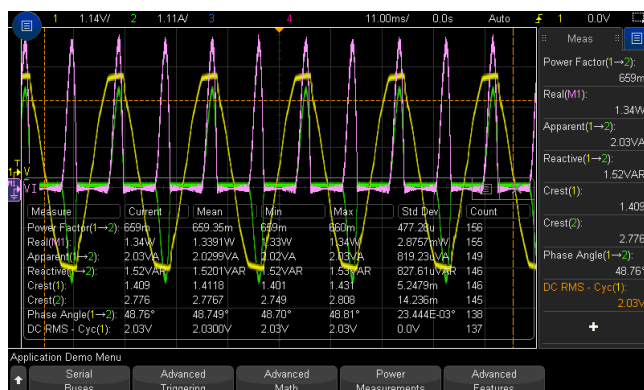 1 1.14V/ 2 1.11A/ 3 4 11.00ms/ 0.0s Auto 1 0.0V
Meas
Power Factor(1→2):
659m
Real(M1):
1.34W
Apparent(1→2):
2.03VA
Reactive(1→2):
1.52VAR
Crest(1):
1.409
Crest(2):
2.776
Phase Angle(1→2):
48.76°
DC RMS - Cyc(1):
2.03V
+
T
V
V I
Measure Current Mean Min Max Std Dev Count
Power Factor(1→2): 659m 659.35m 659m 660m 477.28u 156
Real(M1): 1.34W 1.3391W 1.33W 1.34W 2.8757mW 155
Apparent(1→2): 2.03VA 2.0299VA 2.02VA 2.03VA 819.23uVA 144
Reactive(1→2): 1.52VAR 1.5201VAR 1.52VAR 1.53VAR 827.61uVAR 146
Crest(1): 1.409 1.4118 1.401 1.431 5.2479m 146
Crest(2): 2.776 2.7767 2.749 2.808 14.236m 145
Phase Angle(1→2): 48.76° 48.749° 48.70° 48.81° 23.444E-03° 138
DC RMS - Cyc(1): 2.03V 2.0300V 2.03V 2.03V 0.0V 137
Application Demo Menu
Serial Buses
Advanced Triggering
Advanced Math
Power Measurements
Advanced Features